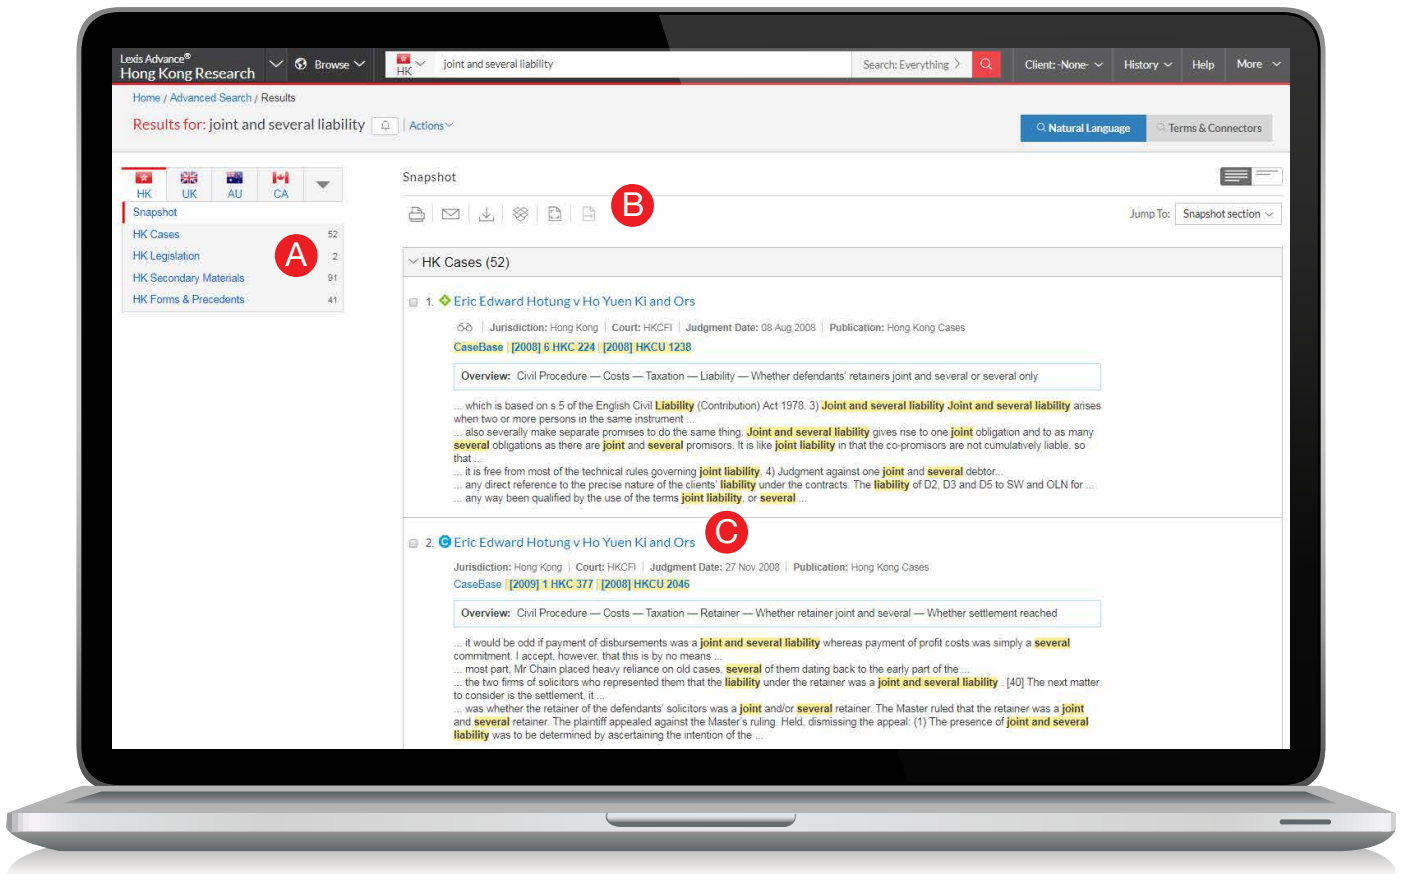 Lexis Advance®
Hong Kong Research
Browse
HK
joint and several liability
Search: Everything >
Client: -None-
History
Help
More
Home / Advanced Search / Results
Results for: joint and several liability
Actions
Natural Language
Terms & Connectors
HK
UK
AU
CA
Snapshot
HK Cases 52
HK Legislation 2
HK Secondary Materials 91
HK Forms & Precedents 41
A
Snapshot
B
Jump To: Snapshot section
HK Cases (52)
1. Eric Edward Hotung v Ho Yuen Ki and Ors
Jurisdiction: Hong Kong | Court: HKCFI | Judgment Date: 08 Aug 2008 | Publication: Hong Kong Cases
CaseBase | [2008] 6 HKC 224 | [2008] HKCU 1238
Overview: Civil Procedure — Costs — Taxation — Liability — Whether defendants' retainers joint and several or several only
... which is based on s 5 of the English Civil Liability (Contribution) Act 1978. 3) Joint and several liability Joint and several liability arises
when two or more persons in the same instrument ...
... also severally make separate promises to do the same thing. Joint and several liability gives rise to one joint obligation and to as many
several obligations as there are joint and several promisors. It is like joint liability in that the co-promisors are not cumulatively liable, so
that ...
... it is free from most of the technical rules governing joint liability. 4) Judgment against one joint and several debtor...
... any direct reference to the precise nature of the clients' liability under the contracts. The liability of D2, D3 and D5 to SW and OLN for ...
... any way been qualified by the use of the terms joint liability, or several ...
2. C Eric Edward Hotung v Ho Yuen Ki and Ors
C
Jurisdiction: Hong Kong | Court: HKCFI | Judgment Date: 27 Nov 2008 | Publication: Hong Kong Cases
CaseBase | [2009] 1 HKC 377 | [2008] HKCU 2046
Overview: Civil Procedure — Costs — Taxation — Retainer — Whether retainer joint and several — Whether settlement reached
... it would be odd if payment of disbursements was a joint and several liability whereas payment of profit costs was simply a several
commitment. I accept, however, that this is by no means ...
... most part, Mr Chain placed heavy reliance on old cases, several of them dating back to the early part of the ...
... the two firms of solicitors who represented them that the liability under the retainer was a joint and several liability . [40] The next matter
to consider is the settlement, it ...
... was whether the retainer of the defendants' solicitors was a joint and/or several retainer. The Master ruled that the retainer was a joint
and several retainer. The plaintiff appealed against the Master's ruling. Held, dismissing the appeal: (1) The presence of joint and several
liability was to be determined by ascertaining the intention of the ...